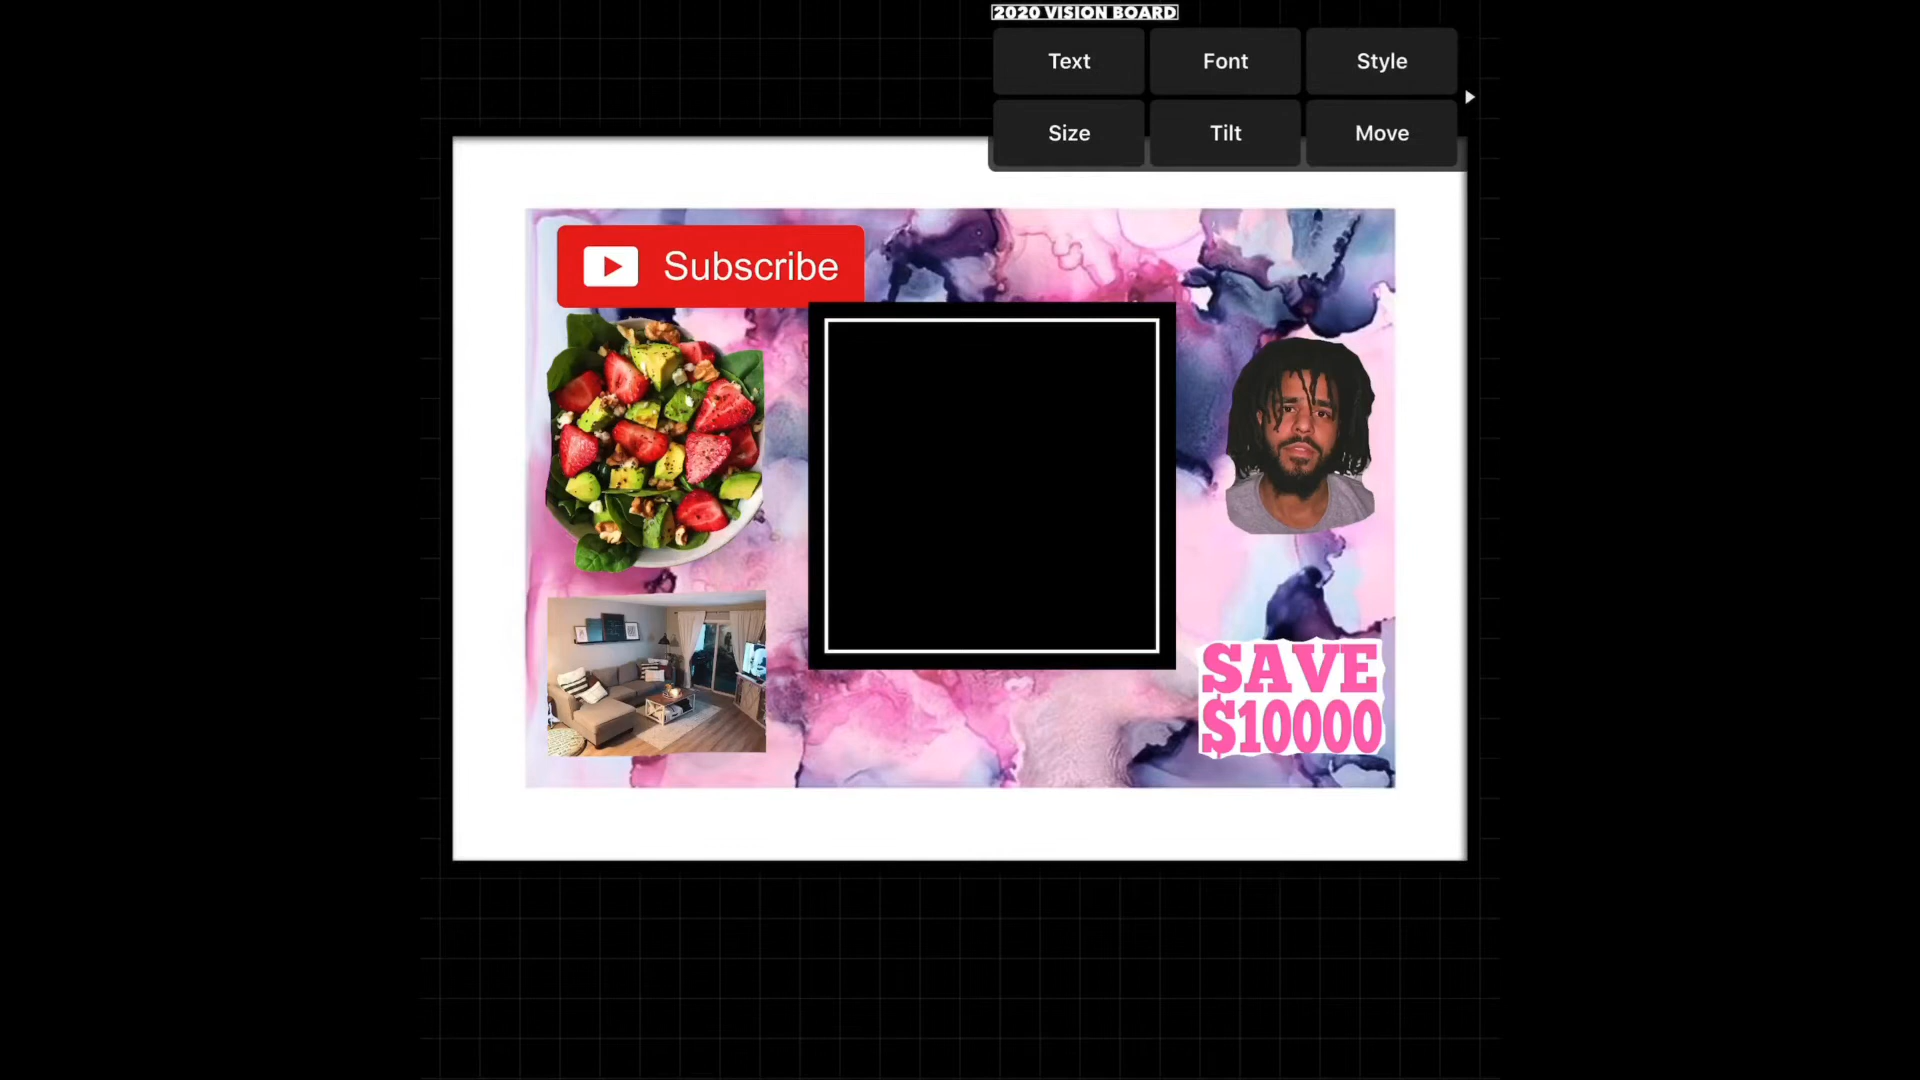 2020 VISION BOARD
Text Font Style
Size Tilt Move
Subscribe
SAVE
$10000